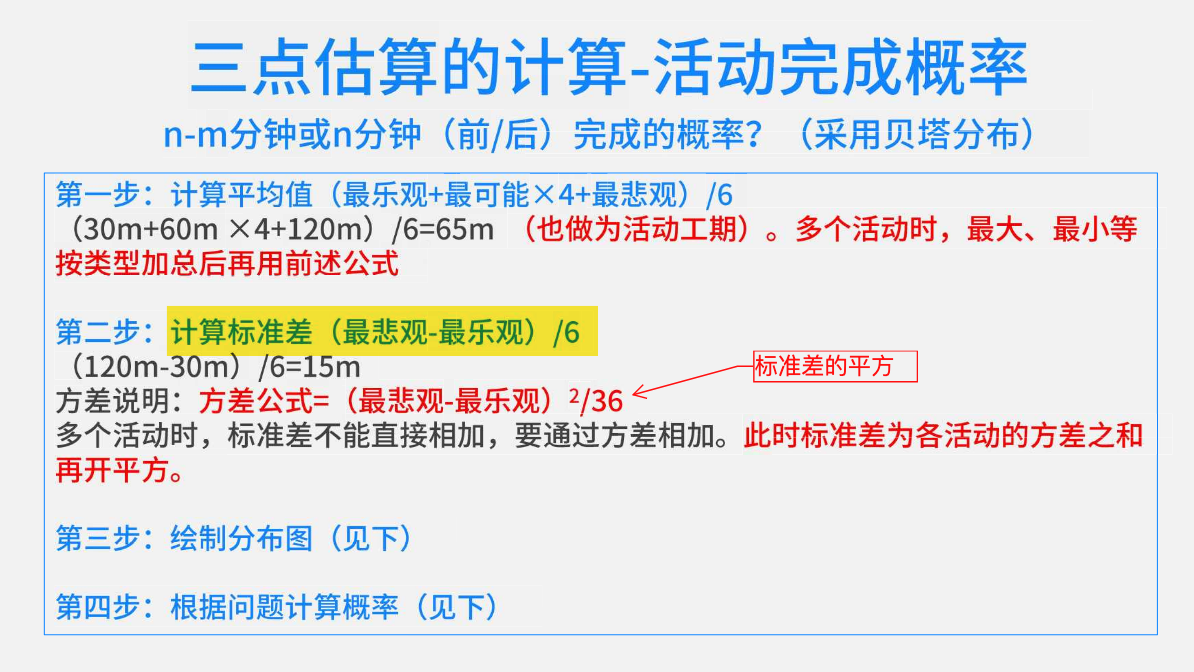 三点估算的计算-活动完成概率
n-m分钟或n分钟（前/后）完成的概率？（采用贝塔分布）
第一步：计算平均值（最乐观+最可能×4+最悲观）/6
（30m+60m ×4+120m）/6=65m （也做为活动工期）。多个活动时，最大、最小等
按类型加总后再用前述公式
第二步：计算标准差（最悲观-最乐观）/6
（120m-30m）/6=15m
标准差的平方
方差说明：方差公式=（最悲观-最乐观）²/36
多个活动时，标准差不能直接相加，要通过方差相加。此时标准差为各活动的方差之和
再开平方。
第三步：绘制分布图（见下）
第四步：根据问题计算概率（见下）